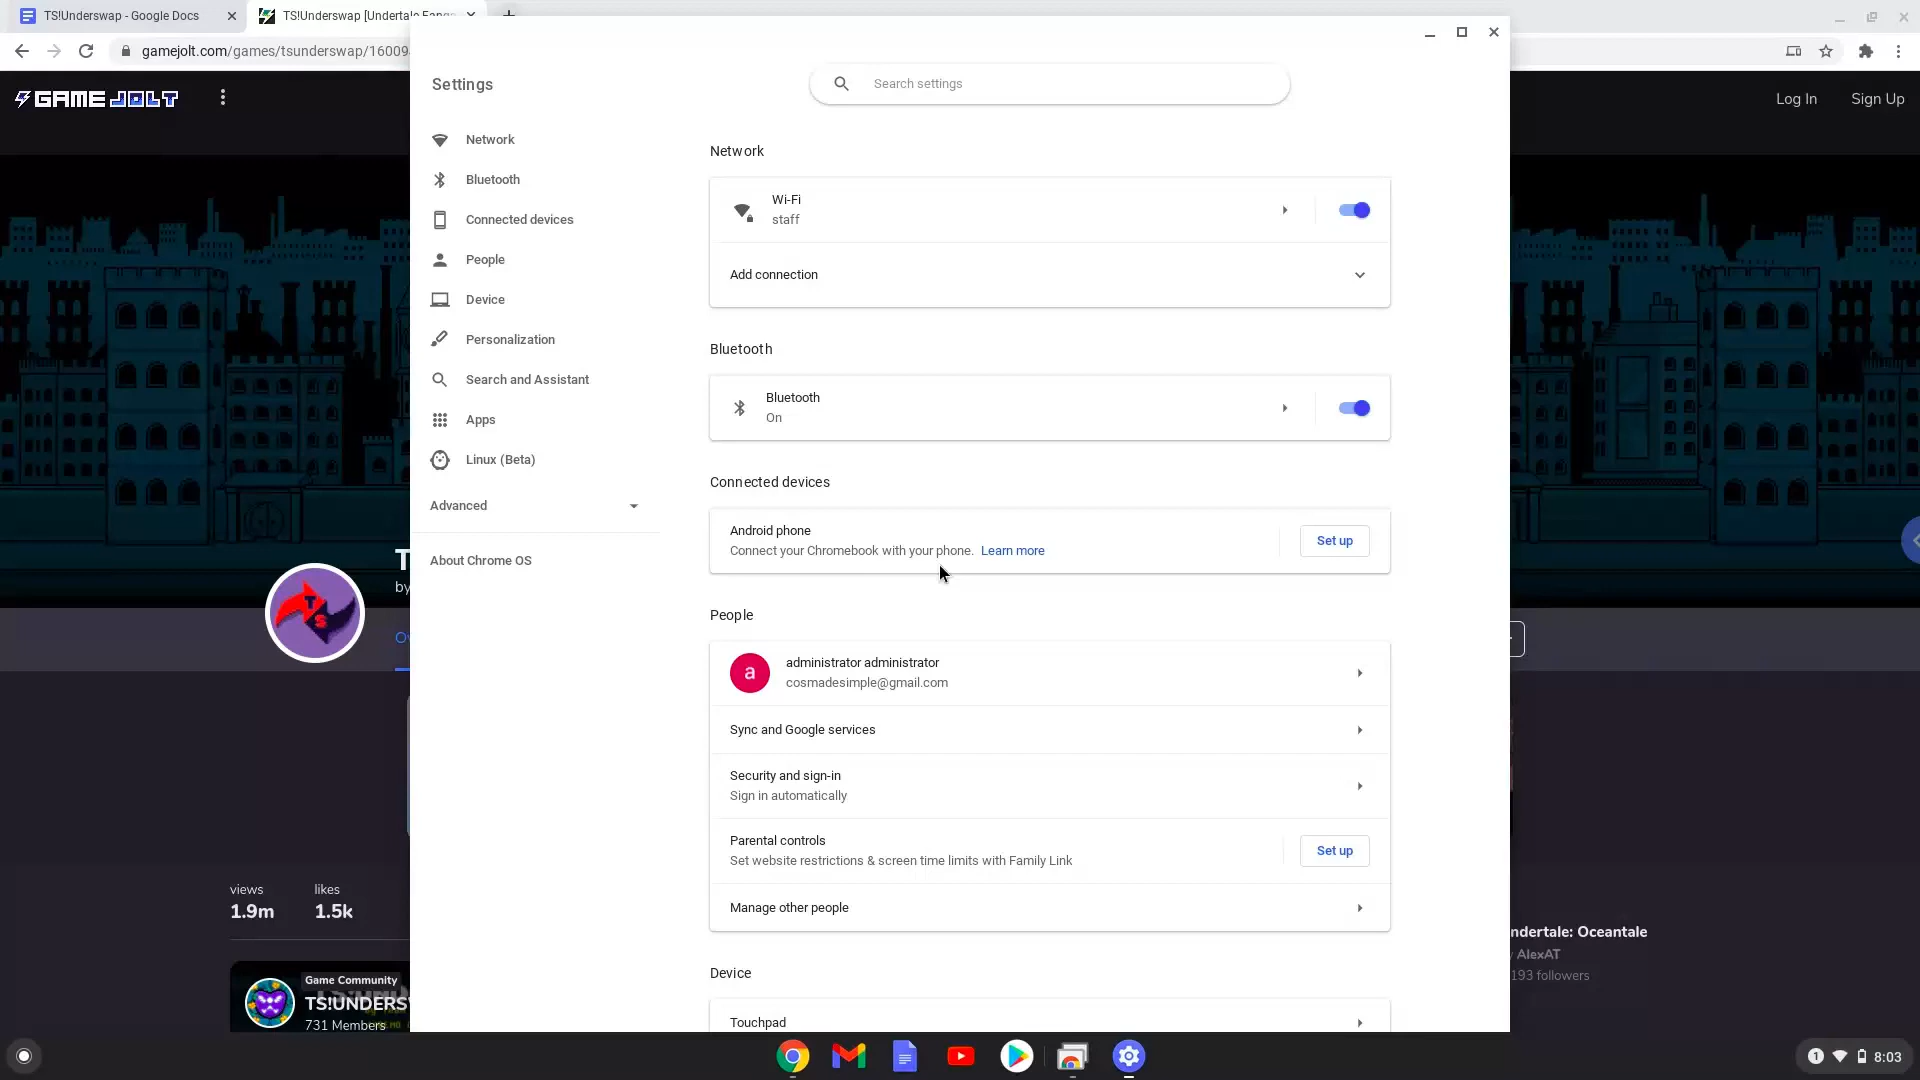 TS!Underswap - Google Docs
TS!Underswap [Undertale Fang
gamejolt.com/games/tsunderswap/16009
GAME JOLT
Log In
Sign Up
Settings
Search settings
Network
Bluetooth
Connected devices
People
Device
Personalization
Search and Assistant
Apps
Linux (Beta)
Advanced
About Chrome OS
Network
Wi-Fi
staff
Add connection
Bluetooth
Bluetooth
On
Connected devices
Android phone
Connect your Chromebook with your phone. Learn more
Set up
People
a
administrator administrator
cosmadesimple@gmail.com
Sync and Google services
Security and sign-in
Sign in automatically
Parental controls
Set website restrictions & screen time limits with Family Link
Set up
Manage other people
Device
Touchpad
T
by
Ov
TS
views
likes
1.9m
1.5k
Game Community
TS!UNDERSW
731 Members
ndertale: Oceantale
AlexAT
193 followers
1
8:03